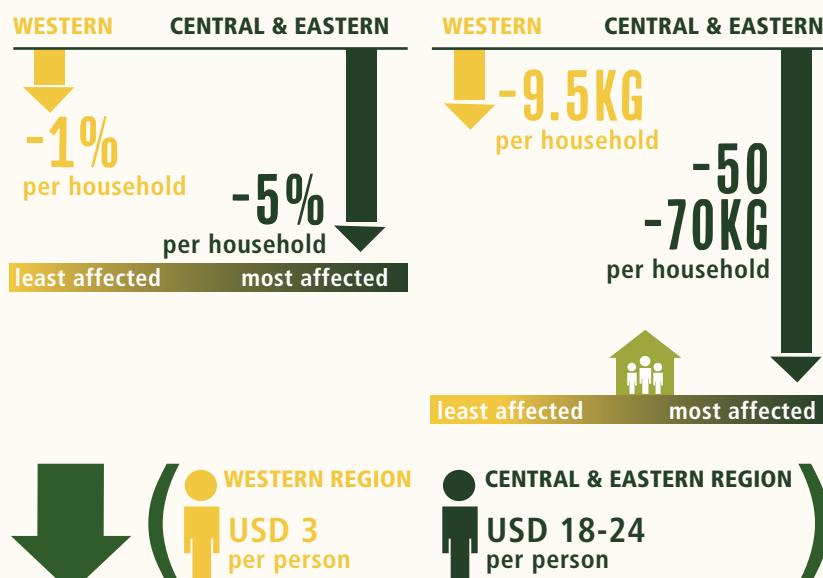 WESTERN
CENTRAL & EASTERN
-1%
per household
-5%
per household
least affected
most affected
WESTERN
CENTRAL & EASTERN
-9.5KG
per household
-50
-70KG
per household
least affected
most affected
WESTERN REGION
USD 3
per person
CENTRAL & EASTERN REGION
USD 18-24
per person